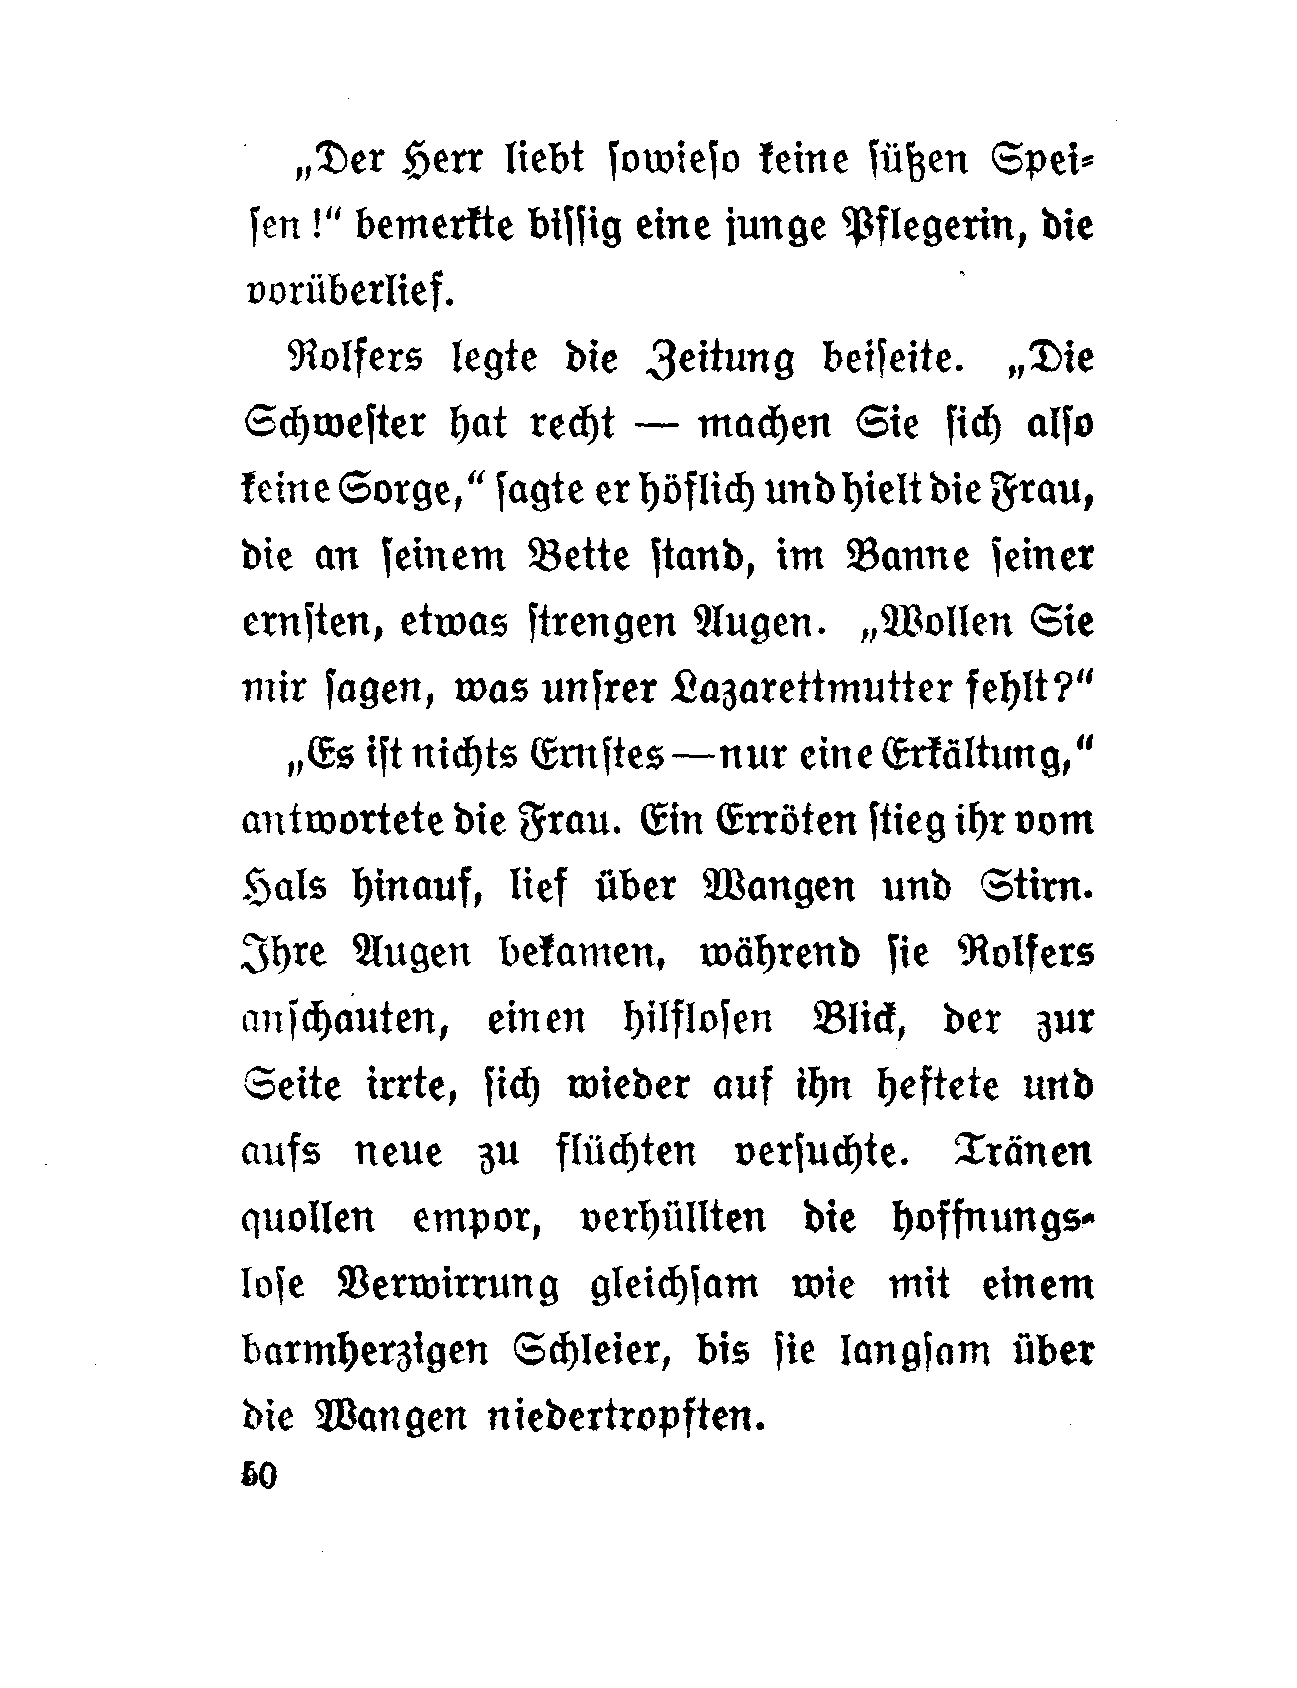 „Der Herr liebt ſowieſo keine ſüßen Spei⸗
ſen!“ bemerkte biſſig eine junge Pflegerin, die
vorüberlief.
Rolfers legte die Zeitung beiſeite. „Die
Schweſter hat recht — machen Sie ſich alſo
keine Sorge,“ ſagte er höflich und hielt die Frau,
die an ſeinem Bette ſtand, im Banne ſeiner
ernſten, etwas ſtrengen Augen. „Wollen Sie
mir ſagen, was unſrer Lazarettmutter fehlt?“
„Es iſt nichts Ernſtes — nur eine Erkältung,“
antwortete die Frau. Ein Erröten ſtieg ihr vom
Hals hinauf, lief über Wangen und Stirn.
Ihre Augen bekamen, während ſie Rolfers
anſchauten, einen hilfloſen Blick, der zur
Seite irrte, ſich wieder auf ihn heftete und
aufs neue zu flüchten verſuchte. Tränen
quollen empor, verhüllten die hoffnungs⸗
loſe Verwirrung gleichſam wie mit einem
barmherzigen Schleier, bis ſie langſam über
die Wangen niedertropften.
50